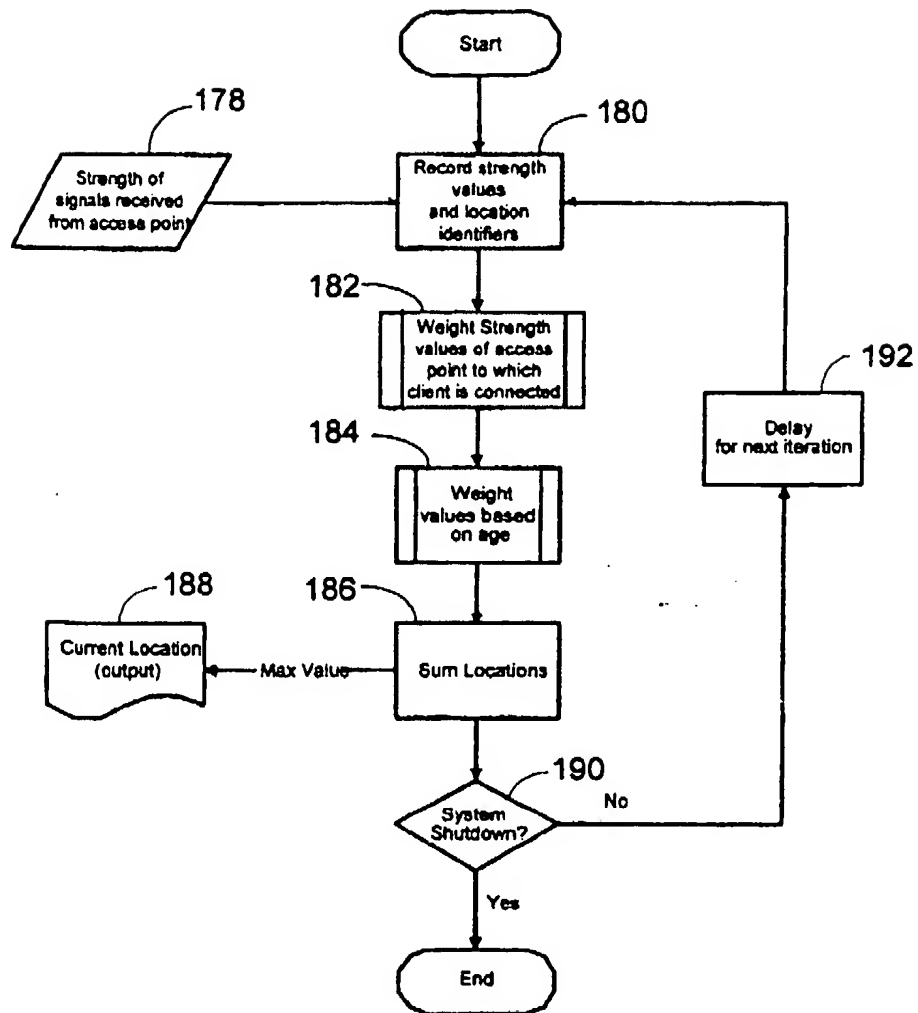 Start
178
180
Strength of
signals received
from access point
Record strength
values
and location
identifiers
182
Weight Strength
values of access
point to which
client is connected
192
Delay
for next iteration
184
Weight
values based
on age
188
186
Current Location
(output)
Max Value
Sum Locations
190
System
Shutdown?
No
Yes
End